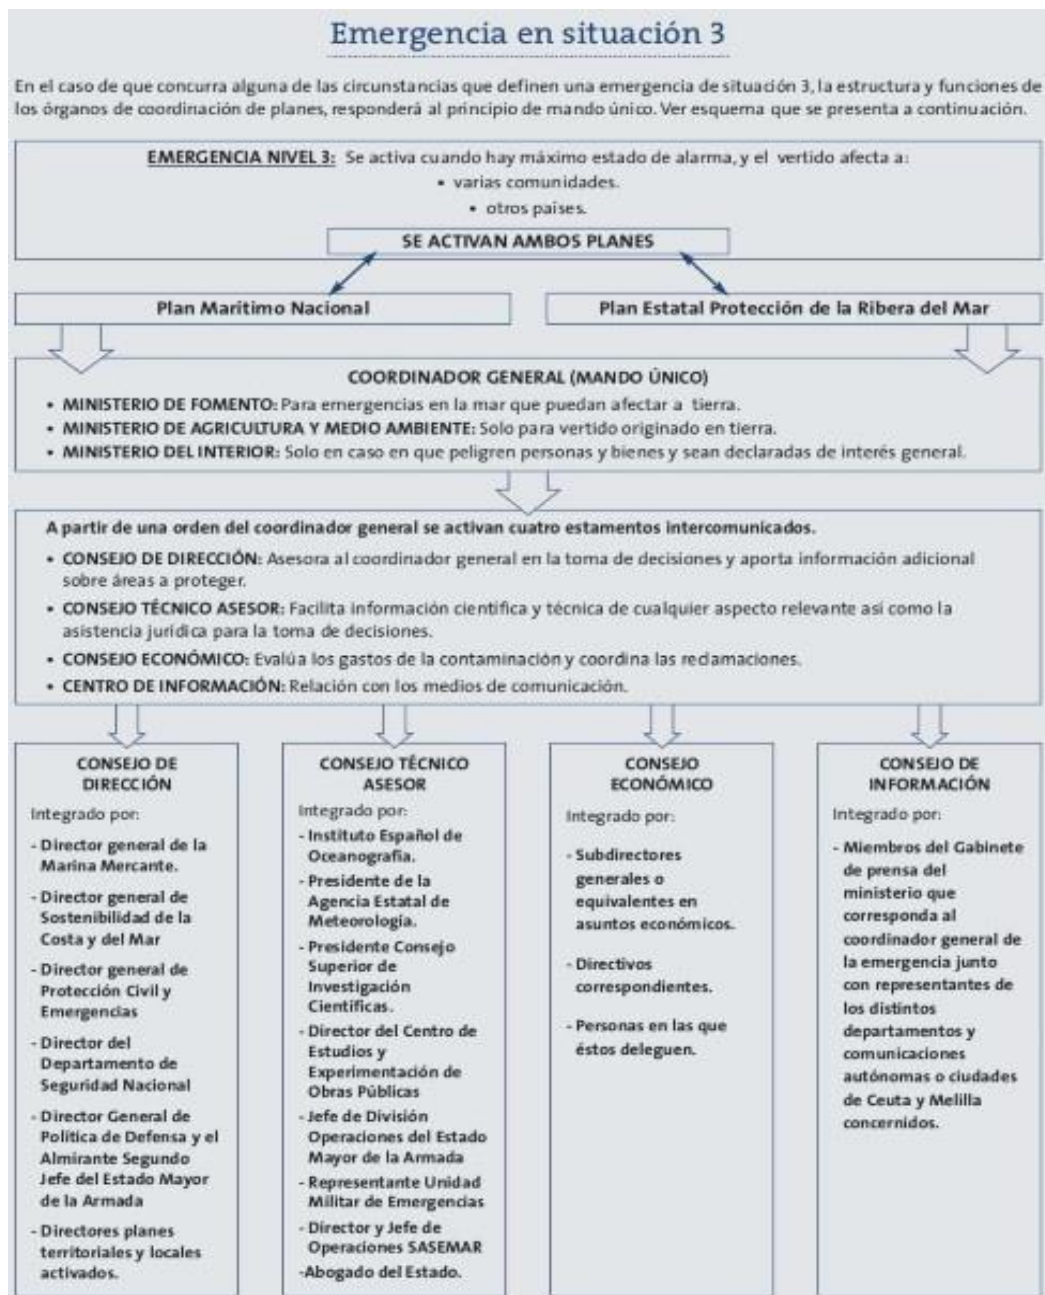 Emergencia en situación 3
En el caso de que concurra alguna de las circunstancias que definen una emergencia de situación 3, la estructura y funciones de
los órganos de coordinación de planes, responderá al principio de mando único. Ver esquema que se presenta a continuación.
EMERGENCIA NIVEL 3: Se activa cuando hay máximo estado de alarma, y el vertido afecta a:
• varias comunidades.
• otros países.
SE ACTIVAN AMBOS PLANES
Plan Marítimo Nacional
Plan Estatal Protección de la Ribera del Mar
COORDINADOR GENERAL (MANDO ÚNICO)
• MINISTERIO DE FOMENTO: Para emergencias en la mar que puedan afectar a tierra.
• MINISTERIO DE AGRICULTURA Y MEDIO AMBIENTE: Solo para vertido originado en tierra.
• MINISTERIO DEL INTERIOR: Solo en caso en que peligren personas y bienes y sean declaradas de interés general.
A partir de una orden del coordinador general se activan cuatro estamentos intercomunicados.
• CONSEJO DE DIRECCIÓN: Asesora al coordinador general en la toma de decisiones y aporta información adicional
sobre áreas a proteger.
• CONSEJO TÉCNICO ASESOR: Facilita información científica y técnica de cualquier aspecto relevante así como la
asistencia jurídica para la toma de decisiones.
• CONSEJO ECONÓMICO: Evalúa los gastos de la contaminación y coordina las reclamaciones.
• CENTRO DE INFORMACIÓN: Relación con los medios de comunicación.
CONSEJO DE
DIRECCIÓN
Integrado por:
- Director general de la
Marina Mercante.
- Director general de
Sostenibilidad de la
Costa y del Mar
- Director general de
Protección Civil y
Emergencias
- Director del
Departamento de
Seguridad Nacional
- Director General de
Política de Defensa y el
Almirante Segundo
Jefe del Estado Mayor
de la Armada
- Directores planes
territoriales y locales
activados.
CONSEJO TÉCNICO
ASESOR
Integrado por:
- Instituto Español de
Oceanografía.
- Presidente de la
Agencia Estatal de
Meteorología.
- Presidente Consejo
Superior de
Investigación
Científicas.
- Director del Centro de
Estudios y
Experimentación de
Obras Públicas
- Jefe de División
Operaciones del Estado
Mayor de la Armada
- Representante Unidad
Militar de Emergencias
- Director y Jefe de
Operaciones SASEMAR
-Abogado del Estado.
CONSEJO
ECONÓMICO
Integrado por:
- Subdirectores
generales o
equivalentes en
asuntos económicos.
- Directivos
correspondientes.
- Personas en las que
éstos deleguen.
CONSEJO DE
INFORMACIÓN
Integrado por:
- Miembros del Gabinete
de prensa del
ministerio que
corresponda al
coordinador general de
la emergencia junto
con representantes de
los distintos
departamentos y
comunicaciones
autónomas o ciudades
de Ceuta y Melilla
concernidos.